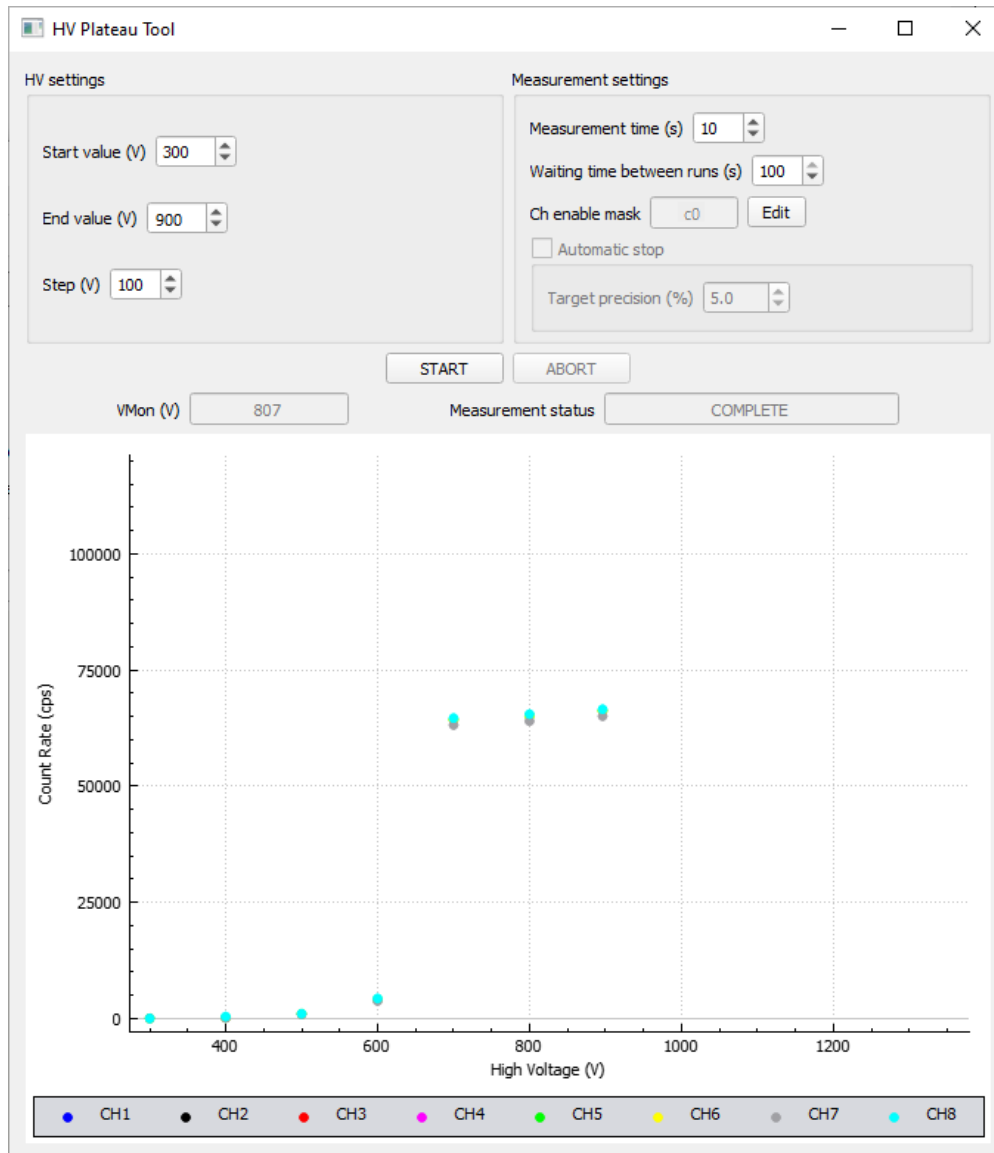 HV Plateau Tool
HV settings
Start value (V) 300
End value (V) 900
Step (V) 100
Measurement settings
Measurement time (s) 10
Waiting time between runs (s) 100
Ch enable mask c0 Edit
Automatic stop
Target precision (%) 5.0
START ABORT
VMon (V) 807 Measurement status COMPLETE
Count Rate (cps)
100000
75000
50000
25000
0
400 600 800 1000 1200
High Voltage (V)
CH1 CH2 CH3 CH4 CH5 CH6 CH7 CH8